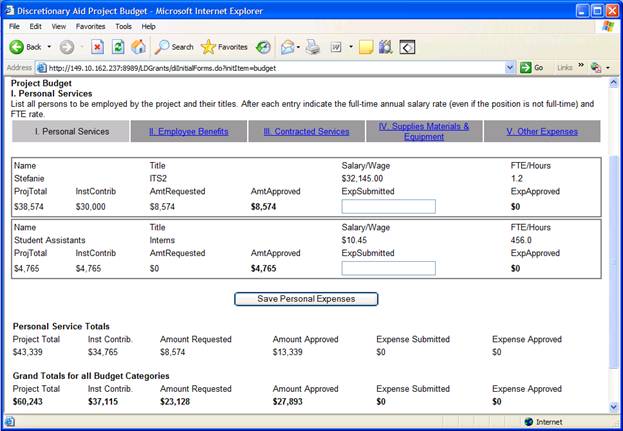 Discretionary Aid Project Budget - Microsoft Internet Explorer
File Edit View Favorites Tools Help
Back Search Favorites
Address http://149.10.162.237:8989/LDGrants/diInitialForms.do?initItem=budget Go Links »
Project Budget
I. Personal Services
List all persons to be employed by the project and their titles. After each entry indicate the full-time annual salary rate (even if the position is not full-time) and
FTE rate.
I. Personal Services II. Employee Benefits III. Contracted Services IV. Supplies Materials & Equipment V. Other Expenses
Name Title Salary/Wage FTE/Hours
Stefanie ITS2 $32,145.00 1.2
ProjTotal InstContrib AmtRequested AmtApproved ExpSubmitted ExpApproved
$38,574 $30,000 $8,574 $8,574 $0
Name Title Salary/Wage FTE/Hours
Student Assistants Interns $10.45 456.0
ProjTotal InstContrib AmtRequested AmtApproved ExpSubmitted ExpApproved
$4,765 $4,765 $0 $4,765 $0
Save Personal Expenses
Personal Service Totals
Project Total Inst Contrib. Amount Requested Amount Approved Expense Submitted Expense Approved
$43,339 $34,765 $8,574 $13,339 $0 $0
Grand Totals for all Budget Categories
Project Total Inst Contrib. Amount Requested Amount Approved Expense Submitted Expense Approved
$60,243 $37,115 $23,128 $27,893 $0 $0
Internet